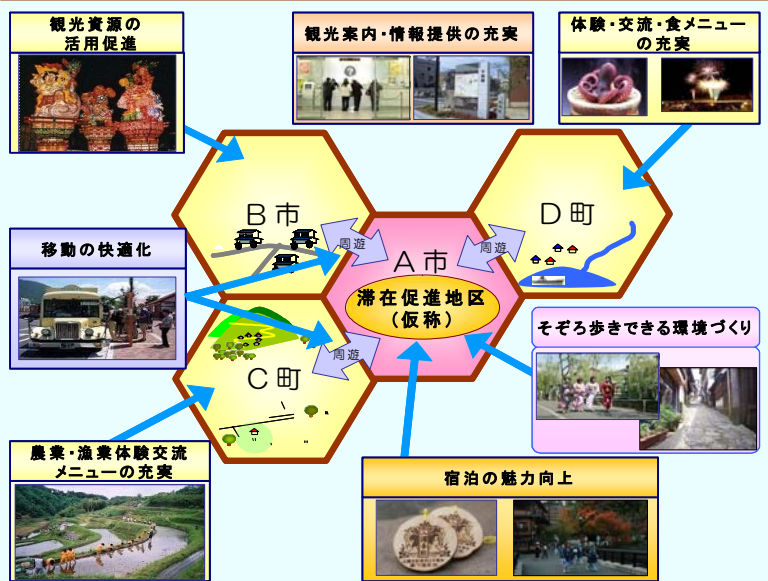 観光資源の
活用促進
観光案内・情報提供の充実
体験・交流・食メニュー
の充実
B市
D町
周遊
周遊
A市
移動の快適化
滞在促進地区
(仮称)
そぞろ歩きできる環境づくり
周遊
C町
農業・漁業体験交流
メニューの充実
宿泊の魅力向上